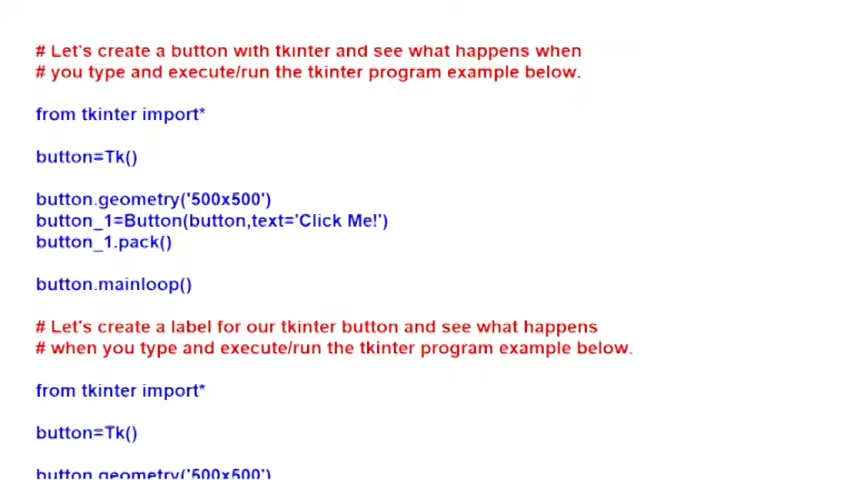 # Let's create a button with tkinter and see what happens when
# you type and execute/run the tkinter program example below.
from tkinter import*
button=Tk()
button.geometry('500x500')
button_1=Button(button,text='Click Me!')
button_1.pack()
button.mainloop()
# Let's create a label for our tkinter button and see what happens
# when you type and execute/run the tkinter program example below.
from tkinter import*
button=Tk()
button.geometry('500x500')